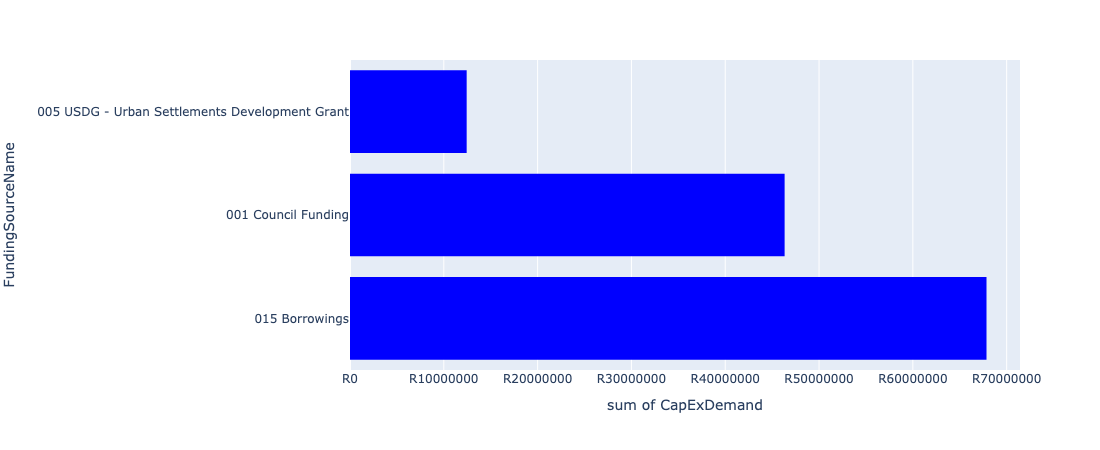 FundingSourceName
005 USDG - Urban Settlements Development Grant
001 Council Funding
015 Borrowings
R0 R10000000 R20000000 R30000000 R40000000 R50000000 R60000000 R70000000
sum of CapExDemand